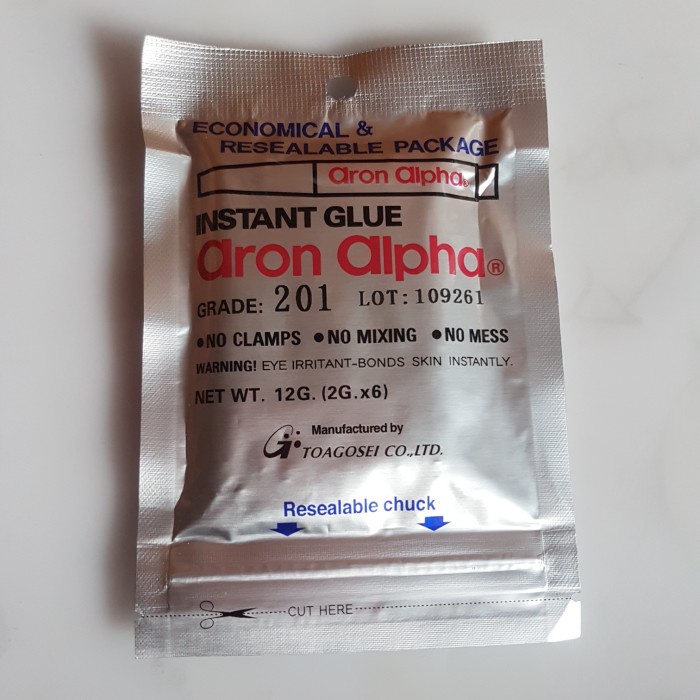 ECONOMICAL &
RESEALABLE PACKAGE
aron alpha®
INSTANT GLUE
aron alpha®
GRADE: 201 LOT: 109261
•NO CLAMPS •NO MIXING •NO MESS
WARNING! EYE IRRITANT-BONDS SKIN INSTANTLY.
NET WT. 12G. (2G.x6)
Manufactured by
TOAGOSEI CO.,LTD.
Resealable chuck
CUT HERE